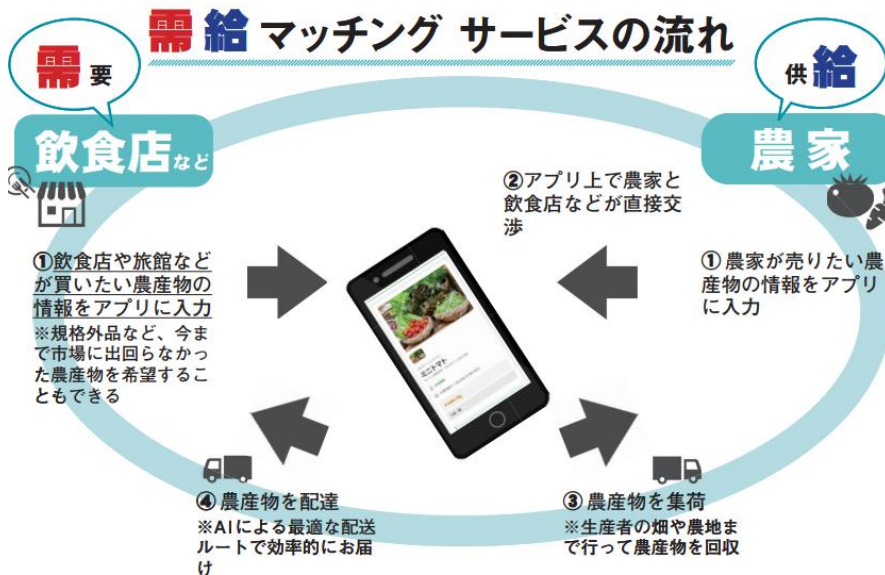 需給マッチング サービスの流れ
需要
供給
飲食店など
農家
①飲食店や旅館など
が買いたい農産物の
情報をアプリに入力
※規格外品など、今ま
で市場に出回らなかっ
た農産物を希望するこ
ともできる
②アプリ上で農家と
飲食店などが直接交
渉
①農家が売りたい農
産物の情報をアプリ
に入力
ミニトマト
④農産物を配達
※AIによる最適な配送
ルートで効率的にお届
け
③農産物を集荷
※生産者の畑や農地ま
で行って農産物を回収